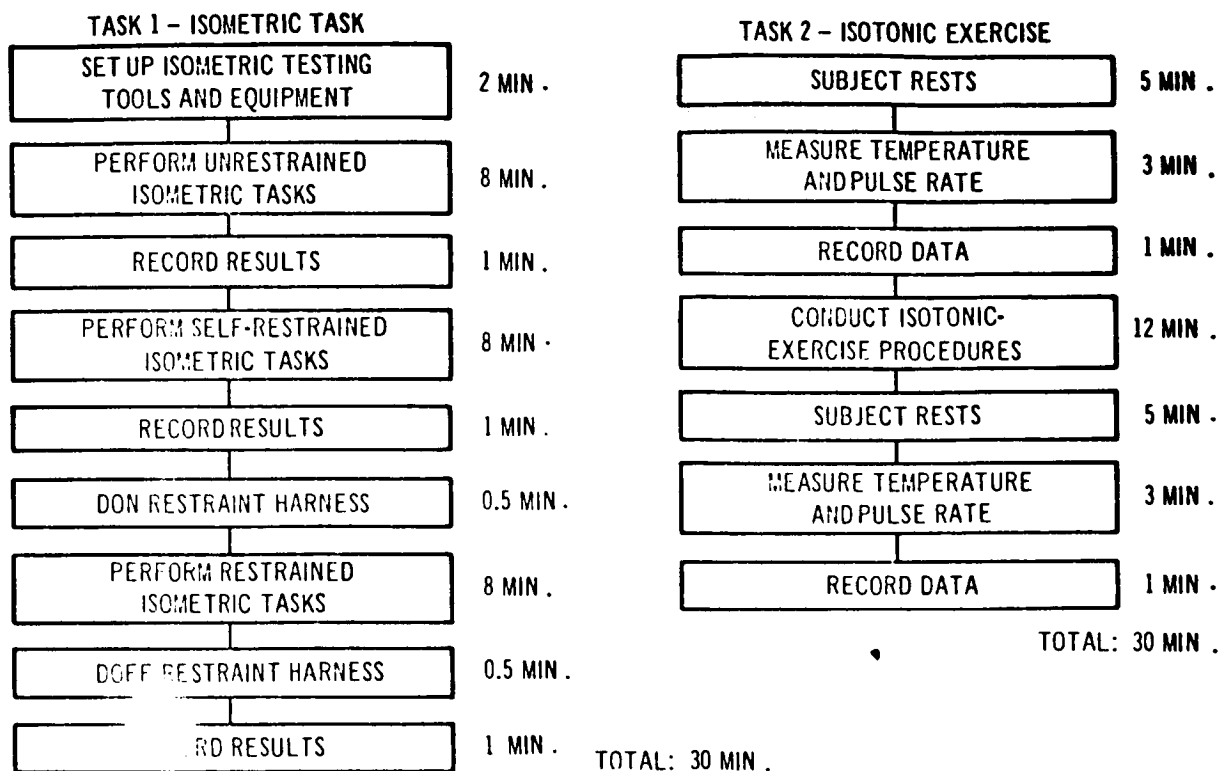 TASK 1 – ISOMETRIC TASK
SET UP ISOMETRIC TESTING
TOOLS AND EQUIPMENT
2 MIN .
PERFORM UNRESTRAINED
ISOMETRIC TASKS
8 MIN .
RECORD RESULTS
1 MIN .
PERFORM SELF-RESTRAINED
ISOMETRIC TASKS
8 MIN .
RECORD RESULTS
1 MIN .
DON RESTRAINT HARNESS
0.5 MIN .
PERFORM RESTRAINED
ISOMETRIC TASKS
8 MIN .
DOFF RESTRAINT HARNESS
0.5 MIN .
RESULTS
1 MIN .
TOTAL: 30 MIN .
TASK 2 – ISOTONIC EXERCISE
SUBJECT RESTS
5 MIN .
MEASURE TEMPERATURE
AND PULSE RATE
3 MIN .
RECORD DATA
1 MIN .
CONDUCT ISOTONIC-
EXERCISE PROCEDURES
12 MIN .
SUBJECT RESTS
5 MIN .
MEASURE TEMPERATURE
AND PULSE RATE
3 MIN .
RECORD DATA
1 MIN .
TOTAL: 30 MIN .